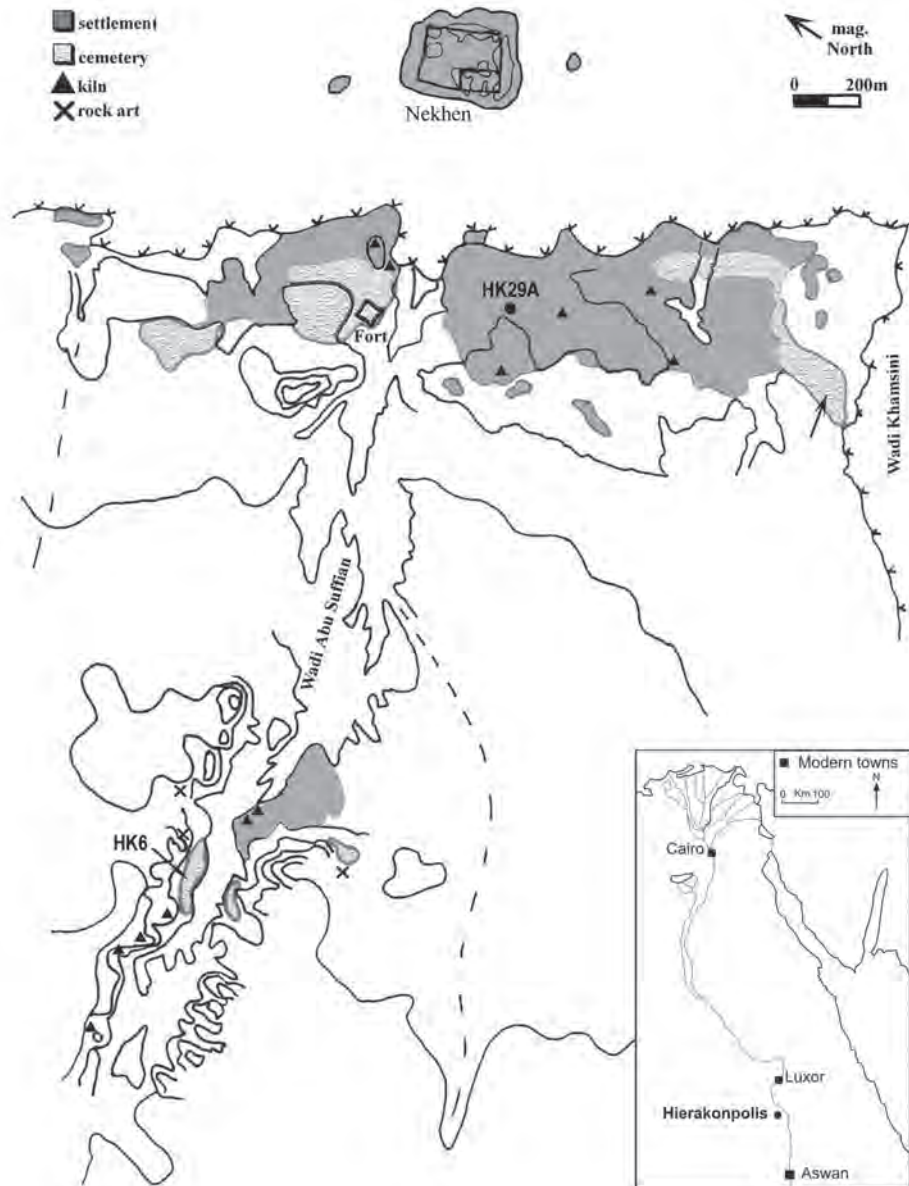 settlement
cemetery
kiln
rock art
Nekhen
mag.
North
0 200m
HK29A
Fort
Wadi Khamsini
Wadi Abu Suffian
HK6
Modern towns
0 Km 100
N
Cairo
Luxor
Hierakonpolis
Aswan